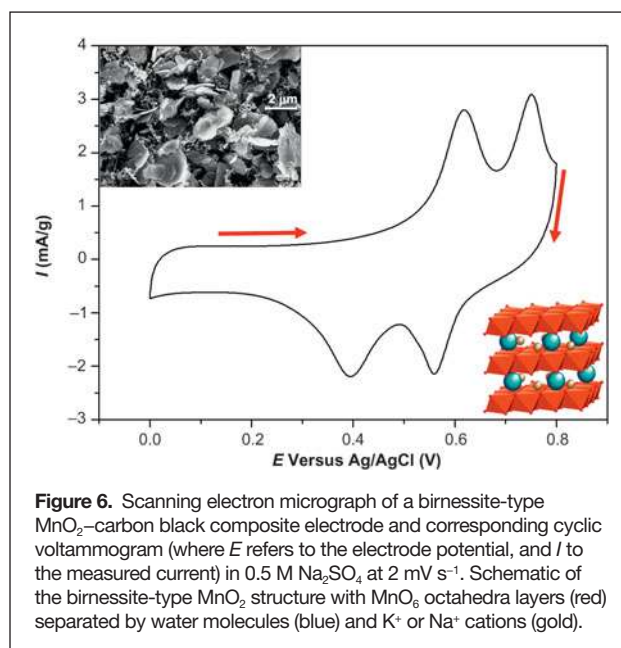 4
3
2
1
0
−1
−2
−3
I (mA/g)
2 μm
0.0 0.2 0.4 0.6 0.8
E Versus Ag/AgCl (V)
Figure 6. Scanning electron micrograph of a birnessite-type
MnO₂–carbon black composite electrode and corresponding cyclic
voltammogram (where E refers to the electrode potential, and I to
the measured current) in 0.5 M Na₂SO₄ at 2 mV s⁻¹. Schematic of
the birnessite-type MnO₂ structure with MnO₆ octahedra layers (red)
separated by water molecules (blue) and K⁺ or Na⁺ cations (gold).